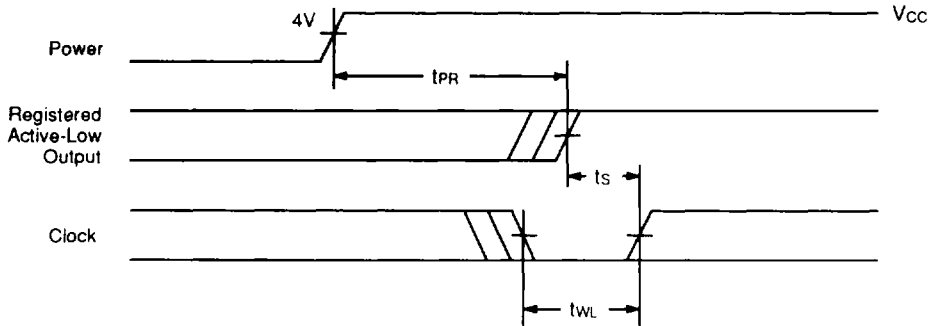 4V
VCC
Power
tPR
Registered
Active-Low
Output
tS
Clock
tWL